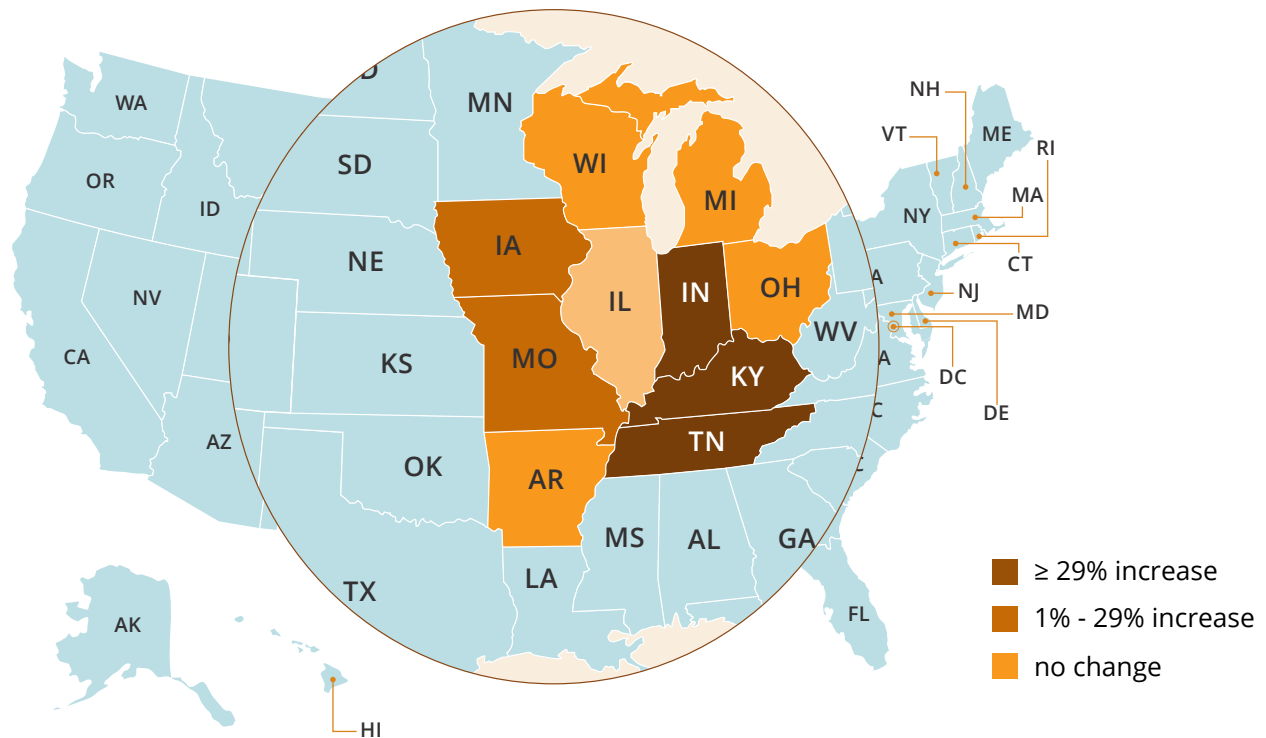 D
MN
NH
WA
VT
ME
WI
RI
SD
OR
MI
MA
ID
NY
IA
NE
CT
A
OH
IN
NJ
NV
IL
MD
WV
CA
MO
A
KS
KY
DC
C
DE
AZ
TN
OK
C
AR
MS
AL
GA
≥ 29% increase
LA
TX
1% - 29% increase
FL
AK
no change
HI